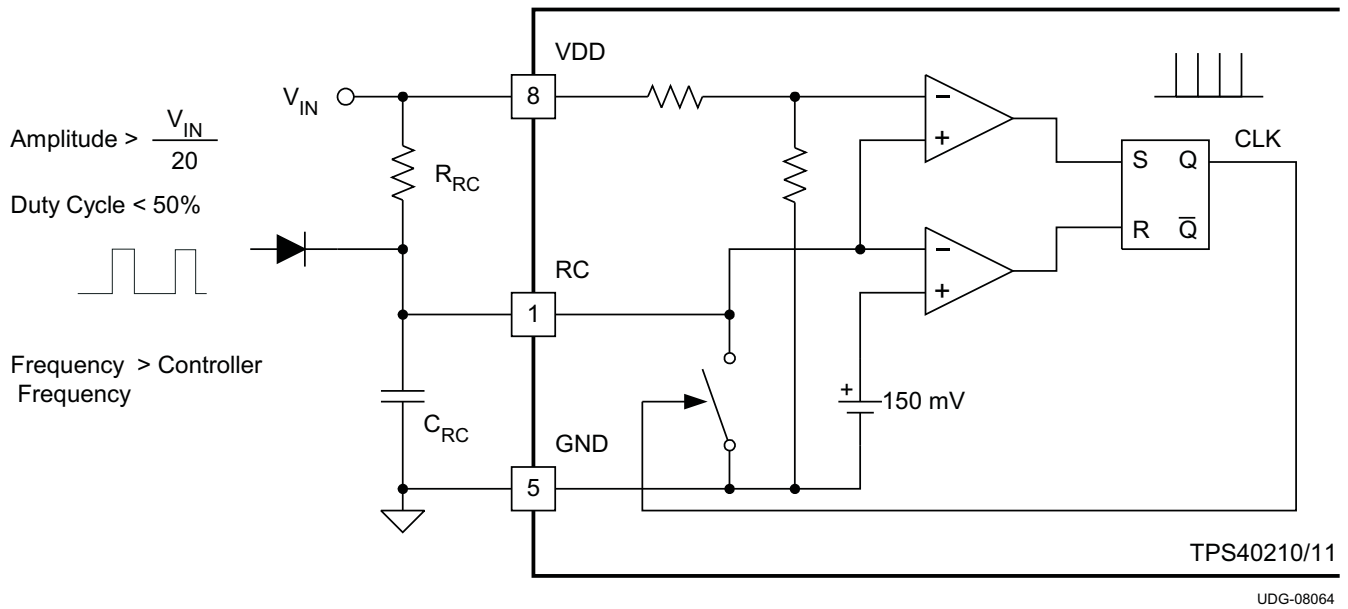 VDD
V_IN
8
Amplitude > V_IN / 20
CLK
S Q
R_RC
Duty Cycle < 50%
R Q̅
RC
1
Frequency > Controller
Frequency
150 mV
C_RC
GND
5
TPS40210/11
UDG-08064
- 
+
-
+
+